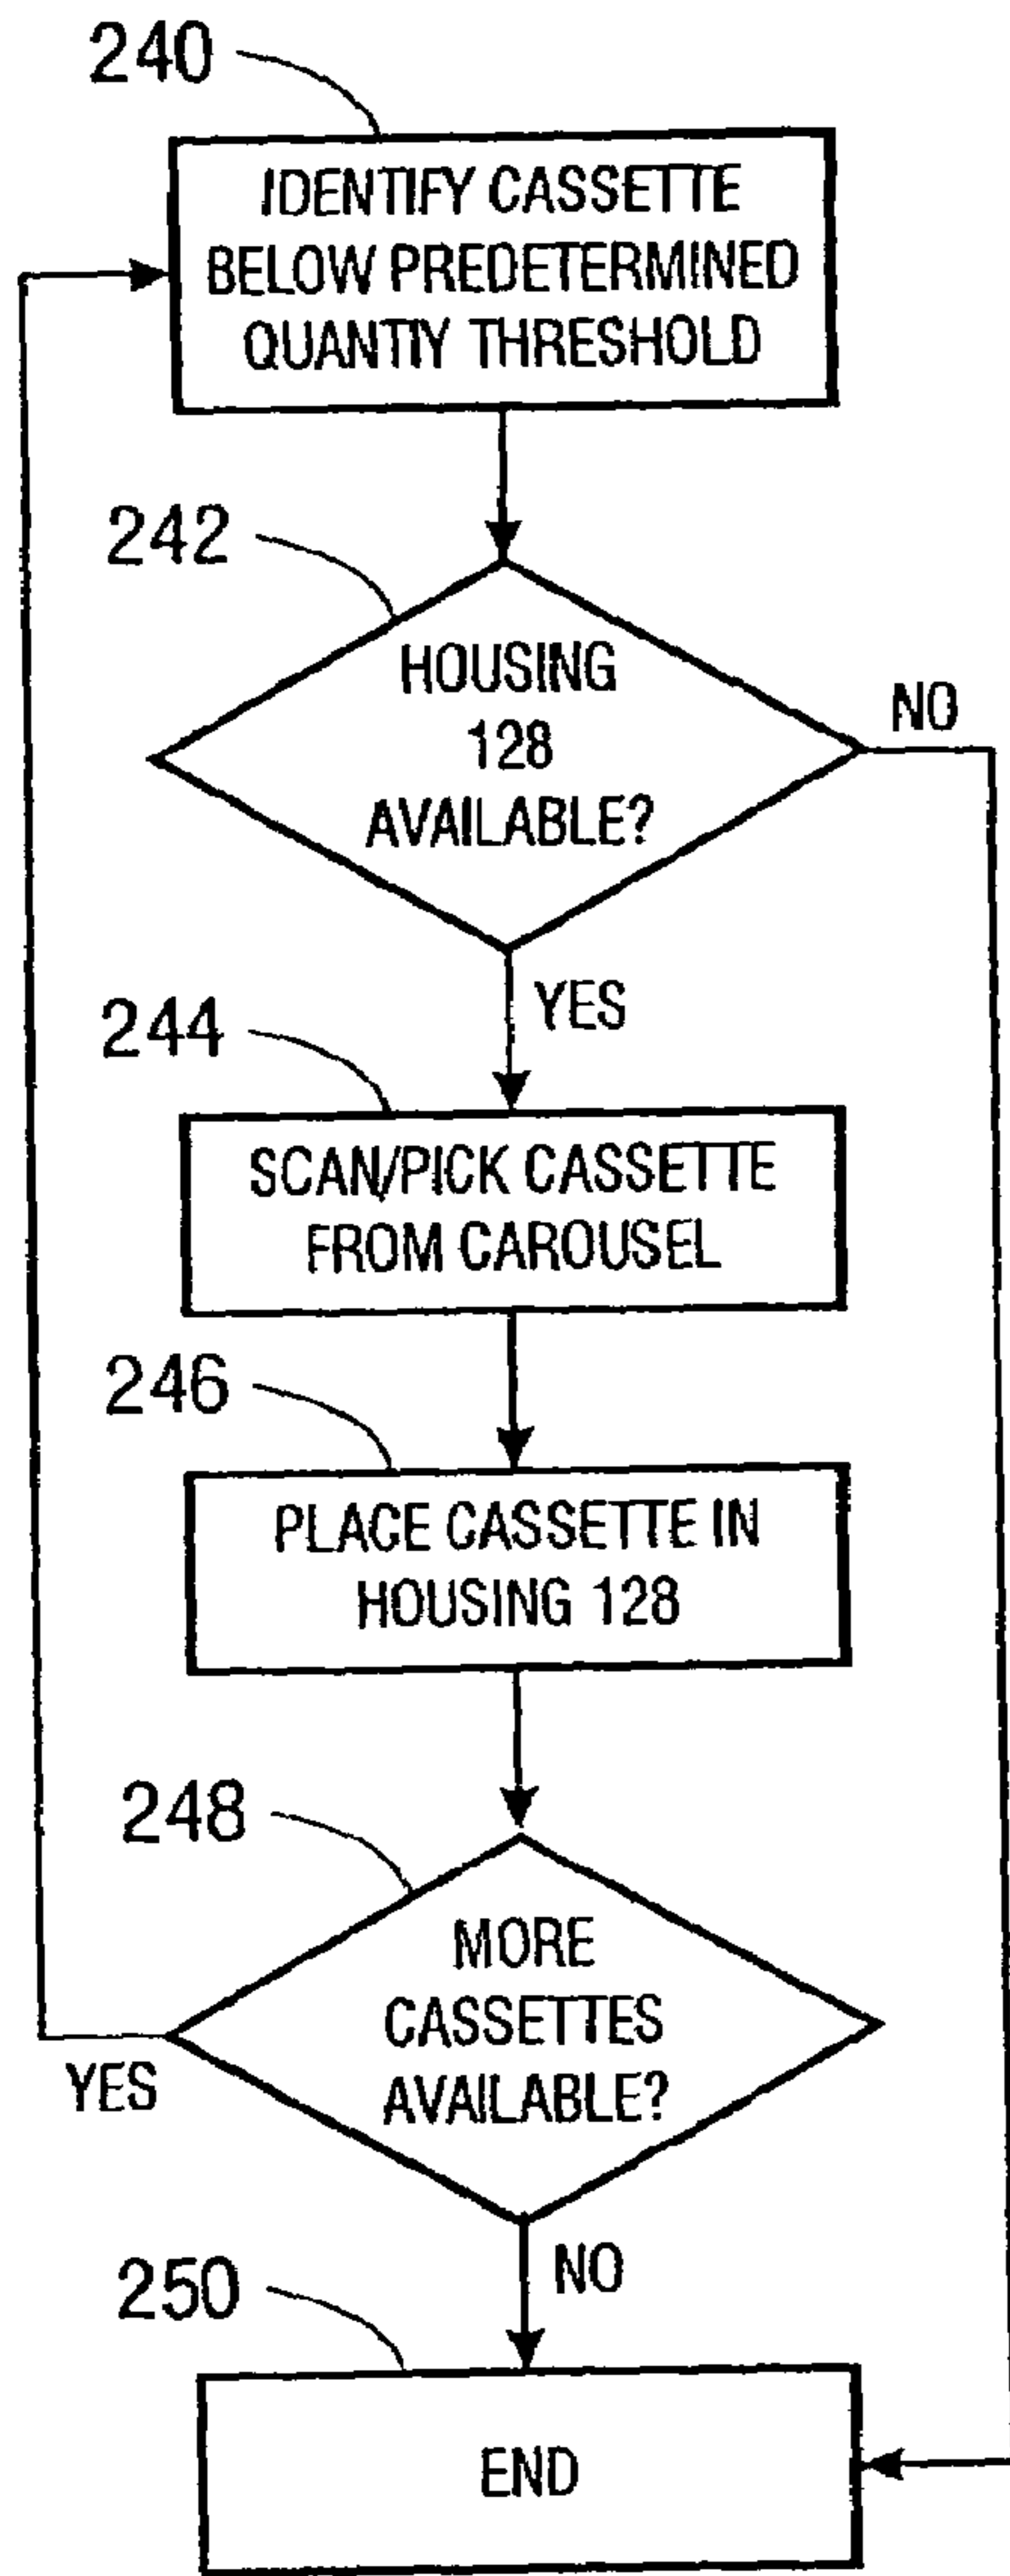 240
IDENTIFY CASSETTE
BELOW PREDETERMINED
QUANTIY THRESHOLD
242
HOUSING
128
AVAILABLE?
NO
YES
244
SCAN/PICK CASSETTE
FROM CAROUSEL
246
PLACE CASSETTE IN
HOUSING 128
248
MORE
CASSETTES
AVAILABLE?
YES
NO
250
END